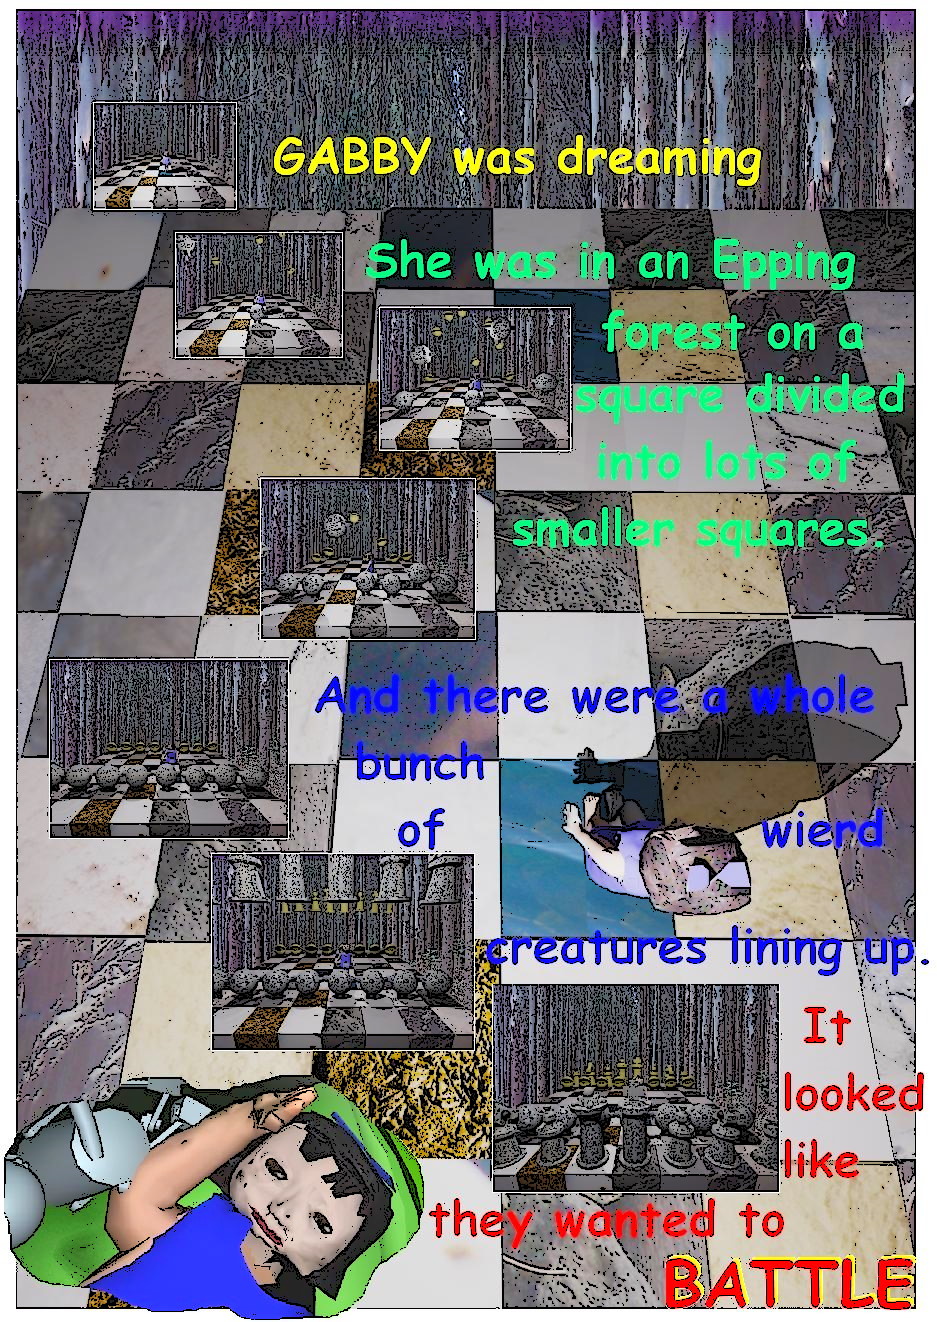 GABBY was dreaming
She was in an Epping
forest on a
square divided
into lots of
smaller squares.
And there were a whole
bunch
of wierd
creatures lining up.
It
looked
like
they wanted to
BATTLE